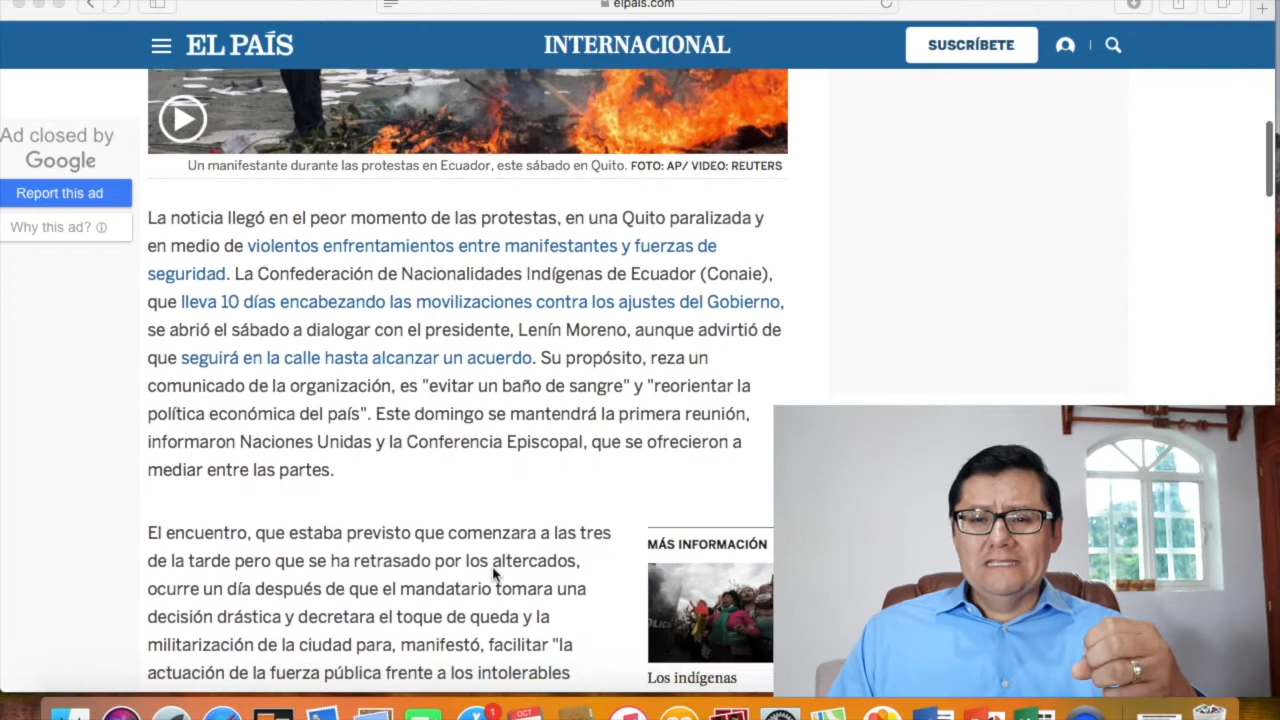 elpais.com
EL PAÍS
INTERNACIONAL
SUSCRÍBETE
Ad closed by
Google
Report this ad
Why this ad?
Un manifestante durante las protestas en Ecuador, este sábado en Quito. FOTO: AP/ VIDEO: REUTERS
La noticia llegó en el peor momento de las protestas, en una Quito paralizada y
en medio de violentos enfrentamientos entre manifestantes y fuerzas de
seguridad. La Confederación de Nacionalidades Indígenas de Ecuador (Conaie),
que lleva 10 días encabezando las movilizaciones contra los ajustes del Gobierno,
se abrió el sábado a dialogar con el presidente, Lenín Moreno, aunque advirtió de
que seguirá en la calle hasta alcanzar un acuerdo. Su propósito, reza un
comunicado de la organización, es "evitar un baño de sangre" y "reorientar la
política económica del país". Este domingo se mantendrá la primera reunión,
informaron Naciones Unidas y la Conferencia Episcopal, que se ofrecieron a
mediar entre las partes.
El encuentro, que estaba previsto que comenzara a las tres
de la tarde pero que se ha retrasado por los altercados,
ocurre un día después de que el mandatario tomara una
decisión drástica y decretara el toque de queda y la
militarización de la ciudad para, manifestó, facilitar "la
actuación de la fuerza pública frente a los intolerables
MÁS INFORMACIÓN
Los indígenas
OCT
1